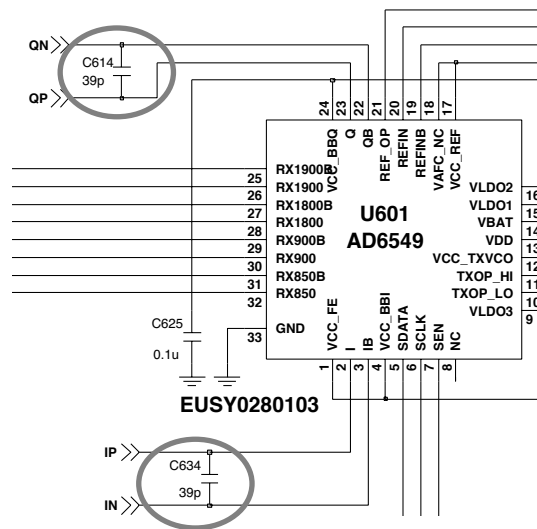 QN
C614
39p
QP
24
23
22
21
20
19
18
17
VCC_BBQ
Q
QB
REF_OP
REFIN
REFINB
VAFC_NC
VCC_REF
RX1900B
25
RX1900
26
RX1800B
27
RX1800
28
RX900B
29
RX900
30
RX850B
31
RX850
32
GND
33
U601
AD6549
VLDO2
16
VLDO1
15
VBAT
14
VDD
13
VCC_TXVCO
12
TXOP_HI
11
TXOP_LO
10
VLDO3
9
VCC_FE
I
IB
VCC_BBI
SDATA
SCLK
SEN
NC
1
2
3
4
5
6
7
8
C625
0.1u
EUSY0280103
IP
C634
39p
IN